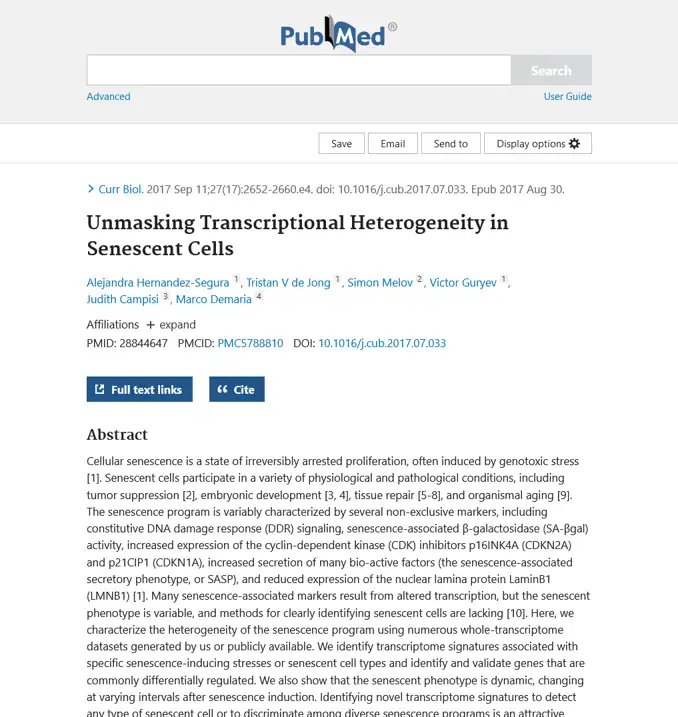 PubMed®
Search
Advanced
User Guide
Save
Email
Send to
Display options
Curr Biol. 2017 Sep 11;27(17):2652-2660.e4. doi: 10.1016/j.cub.2017.07.033. Epub 2017 Aug 30.
Unmasking Transcriptional Heterogeneity in
Senescent Cells
Alejandra Hernandez-Segura 1, Tristan V de Jong 1, Simon Melov 2, Victor Guryev 1,
Judith Campisi 3, Marco Demaria 4
Affiliations + expand
PMID: 28844647 PMCID: PMC5788810 DOI: 10.1016/j.cub.2017.07.033
Full text links
Cite
Abstract
Cellular senescence is a state of irreversibly arrested proliferation, often induced by genotoxic stress
[1]. Senescent cells participate in a variety of physiological and pathological conditions, including
tumor suppression [2], embryonic development [3, 4], tissue repair [5-8], and organismal aging [9].
The senescence program is variably characterized by several non-exclusive markers, including
constitutive DNA damage response (DDR) signaling, senescence-associated β-galactosidase (SA-βgal)
activity, increased expression of the cyclin-dependent kinase (CDK) inhibitors p16INK4A (CDKN2A)
and p21CIP1 (CDKN1A), increased secretion of many bio-active factors (the senescence-associated
secretory phenotype, or SASP), and reduced expression of the nuclear lamina protein LaminB1
(LMNB1) [1]. Many senescence-associated markers result from altered transcription, but the senescent
phenotype is variable, and methods for clearly identifying senescent cells are lacking [10]. Here, we
characterize the heterogeneity of the senescence program using numerous whole-transcriptome
datasets generated by us or publicly available. We identify transcriptome signatures associated with
specific senescence-inducing stresses or senescent cell types and identify and validate genes that are
commonly differentially regulated. We also show that the senescent phenotype is dynamic, changing
at varying intervals after senescence induction. Identifying novel transcriptome signatures to detect
any type of senescent cell or to discriminate among diverse senescence programs is an attractive